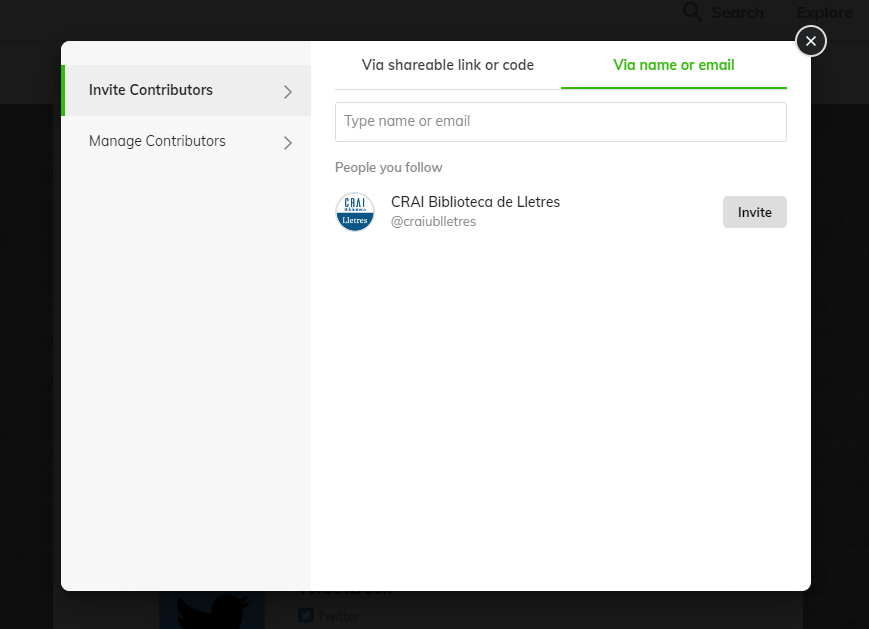 Search
Explore
Invite Contributors
Manage Contributors
Via shareable link or code
Via name or email
Type name or email
People you follow
CRAI
Biblioteca
Lletres
CRAI Biblioteca de Lletres
@craiublletres
Invite
Twitter